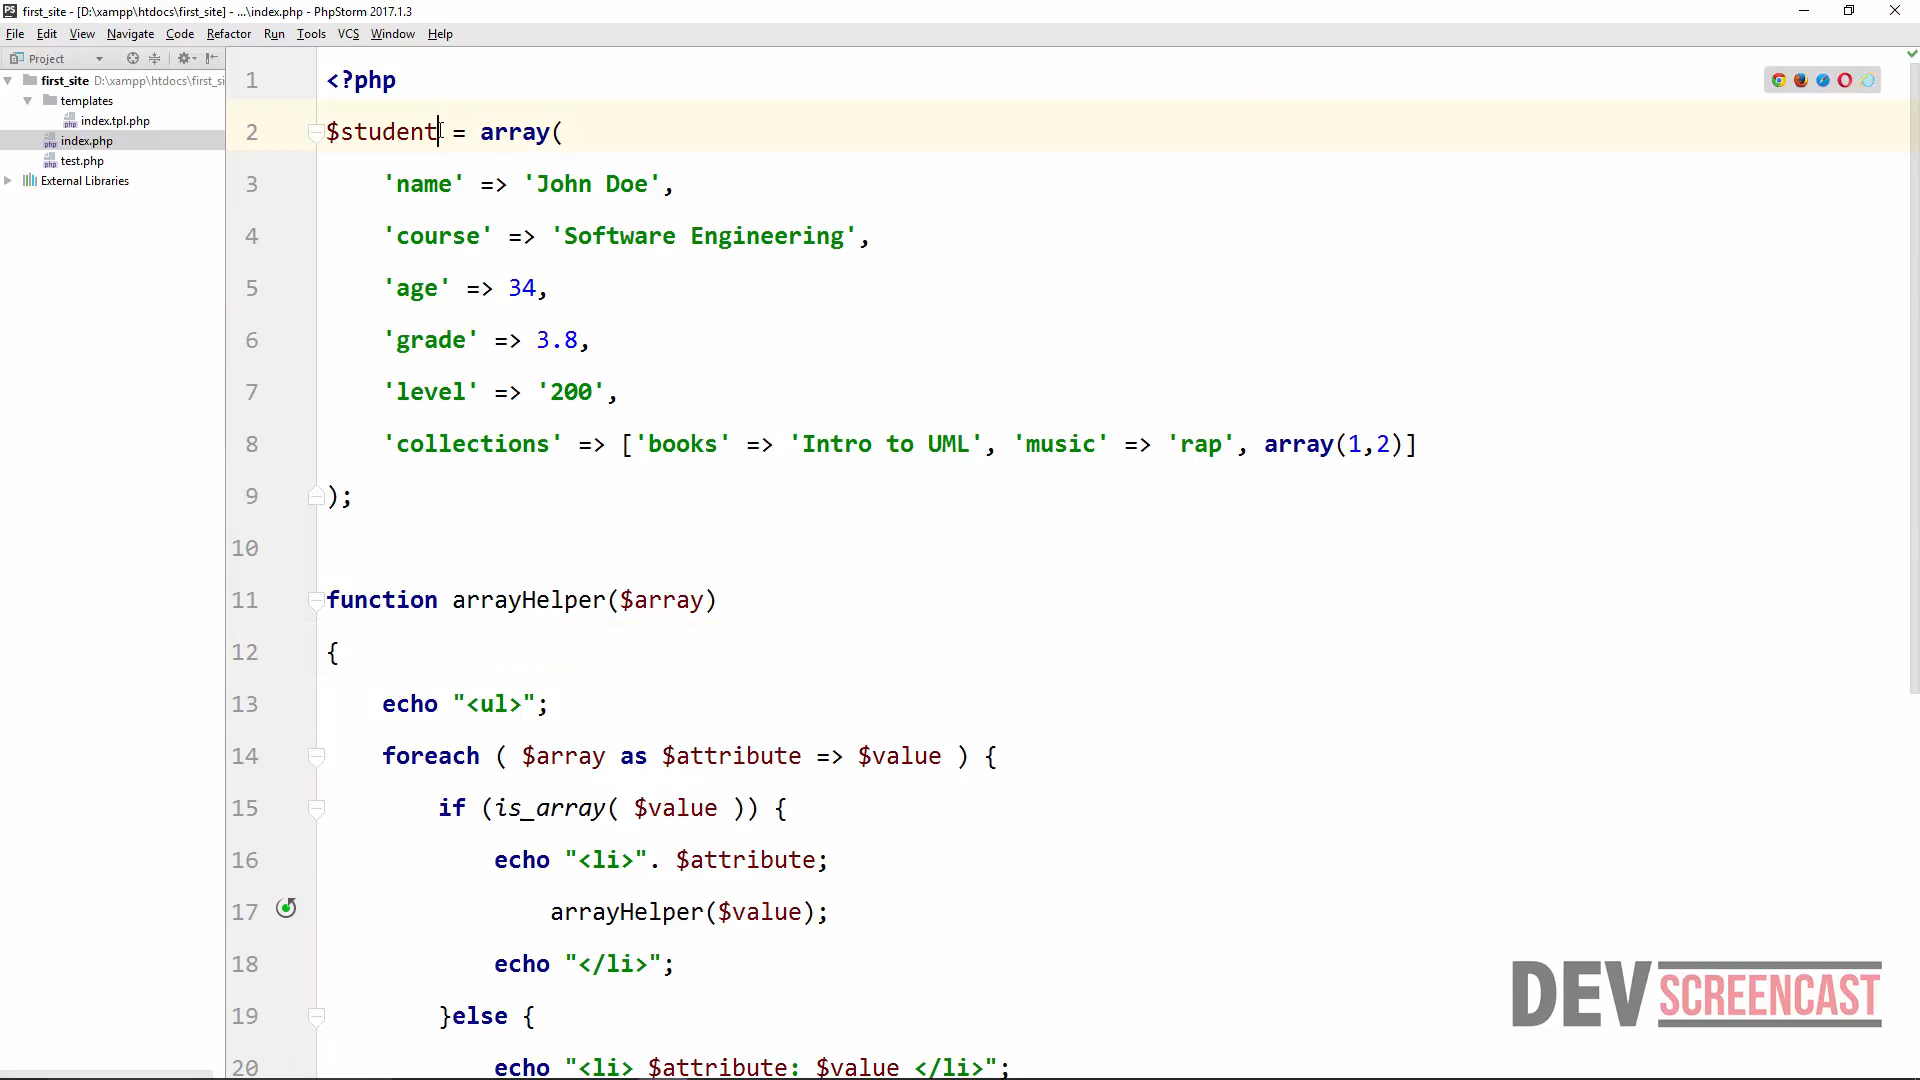 PS first_site - [D:\xampp\htdocs\first_site] - ...\index.php - PhpStorm 2017.1.3
File Edit View Navigate Code Refactor Run Tools VCS Window Help
Project
first_site D:\xampp\htdocs\first_si
templates
php index.tpl.php
php index.php
php test.php
External Libraries
1 <?php
2 $student = array(
3 'name' => 'John Doe',
4 'course' => 'Software Engineering',
5 'age' => 34,
6 'grade' => 3.8,
7 'level' => '200',
8 'collections' => ['books' => 'Intro to UML', 'music' => 'rap', array(1,2)]
9 );
10
11 function arrayHelper($array)
12 {
13 echo "<ul>";
14 foreach ( $array as $attribute => $value ) {
15 if (is_array( $value )) {
16 echo "<li>". $attribute;
17 arrayHelper($value);
18 echo "</li>";
19 }else {
20 echo "<li> $attribute: $value </li>";
DEV SCREENCAST